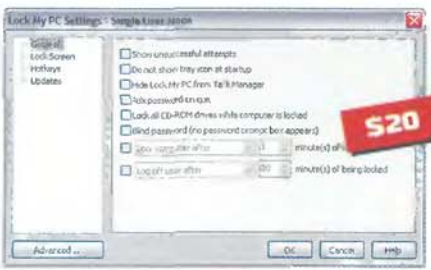 Lock My PC Settings - Single User Mode
General
Lock Screen
Hotkeys
Updates
Show unsuccessful attempts
Do not show tray icon at startup
Hide Lock My PC from Task Manager
Ask password on quit
Lock all CD-ROM drives while computer is locked
Blind password (no password prompt box appears)
computer after minute(s) of
Log off user after minute(s) of being locked
$20
Advanced ...
OK
Cancel
Help